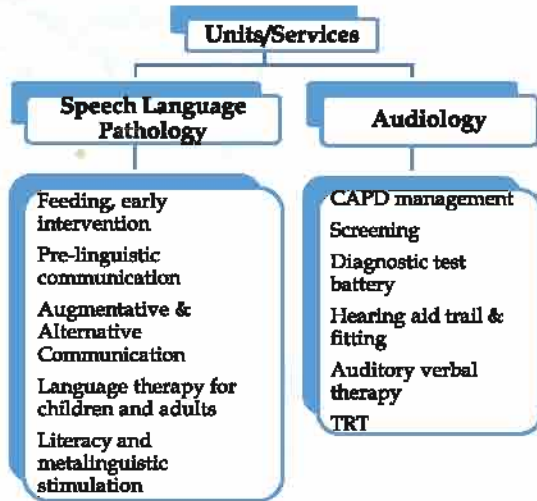 Units/Services
Speech Language
Pathology
Audiology
Feeding, early
intervention
Pre-linguistic
communication
Augmentative &
Alternative
Communication
Language therapy for
children and adults
Literacy and
metalinguistic
stimulation
CAPD management
Screening
Diagnostic test
battery
Hearing aid trail &
fitting
Auditory verbal
therapy
TRT